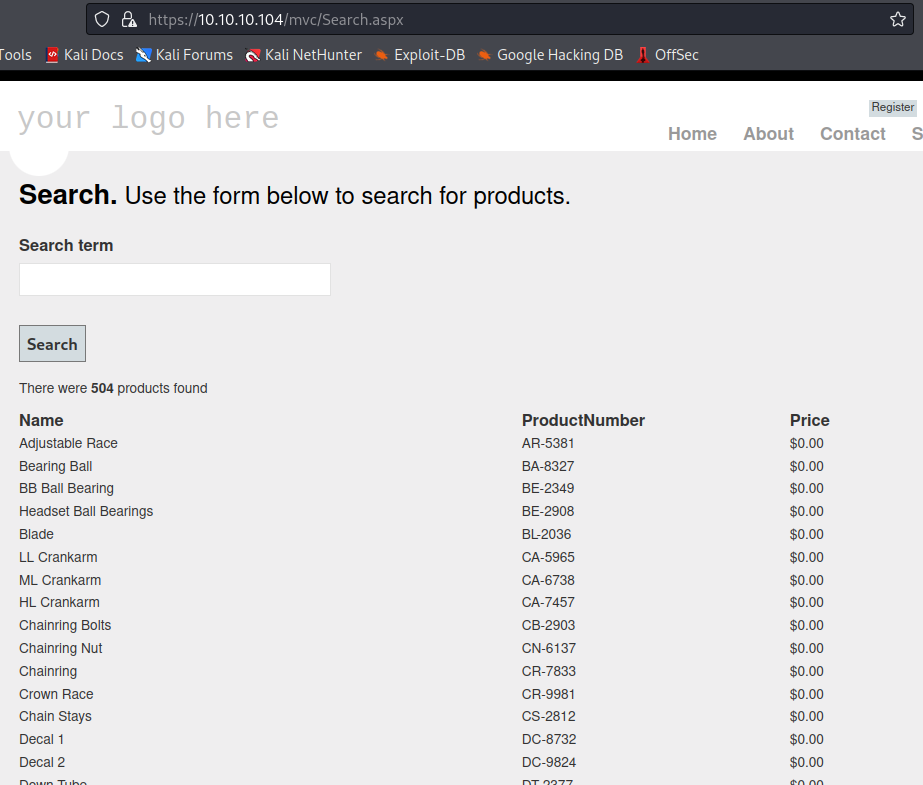 https://10.10.10.104/mvc/Search.aspx
Tools Kali Docs Kali Forums Kali NetHunter Exploit-DB Google Hacking DB OffSec
your logo here
Register
Home About Contact S
Search. Use the form below to search for products.
Search term
Search
There were 504 products found
Name ProductNumber Price
Adjustable Race AR-5381 $0.00
Bearing Ball BA-8327 $0.00
BB Ball Bearing BE-2349 $0.00
Headset Ball Bearings BE-2908 $0.00
Blade BL-2036 $0.00
LL Crankarm CA-5965 $0.00
ML Crankarm CA-6738 $0.00
HL Crankarm CA-7457 $0.00
Chainring Bolts CB-2903 $0.00
Chainring Nut CN-6137 $0.00
Chainring CR-7833 $0.00
Crown Race CR-9981 $0.00
Chain Stays CS-2812 $0.00
Decal 1 DC-8732 $0.00
Decal 2 DC-9824 $0.00
Down Tube DT-2377 $0.00